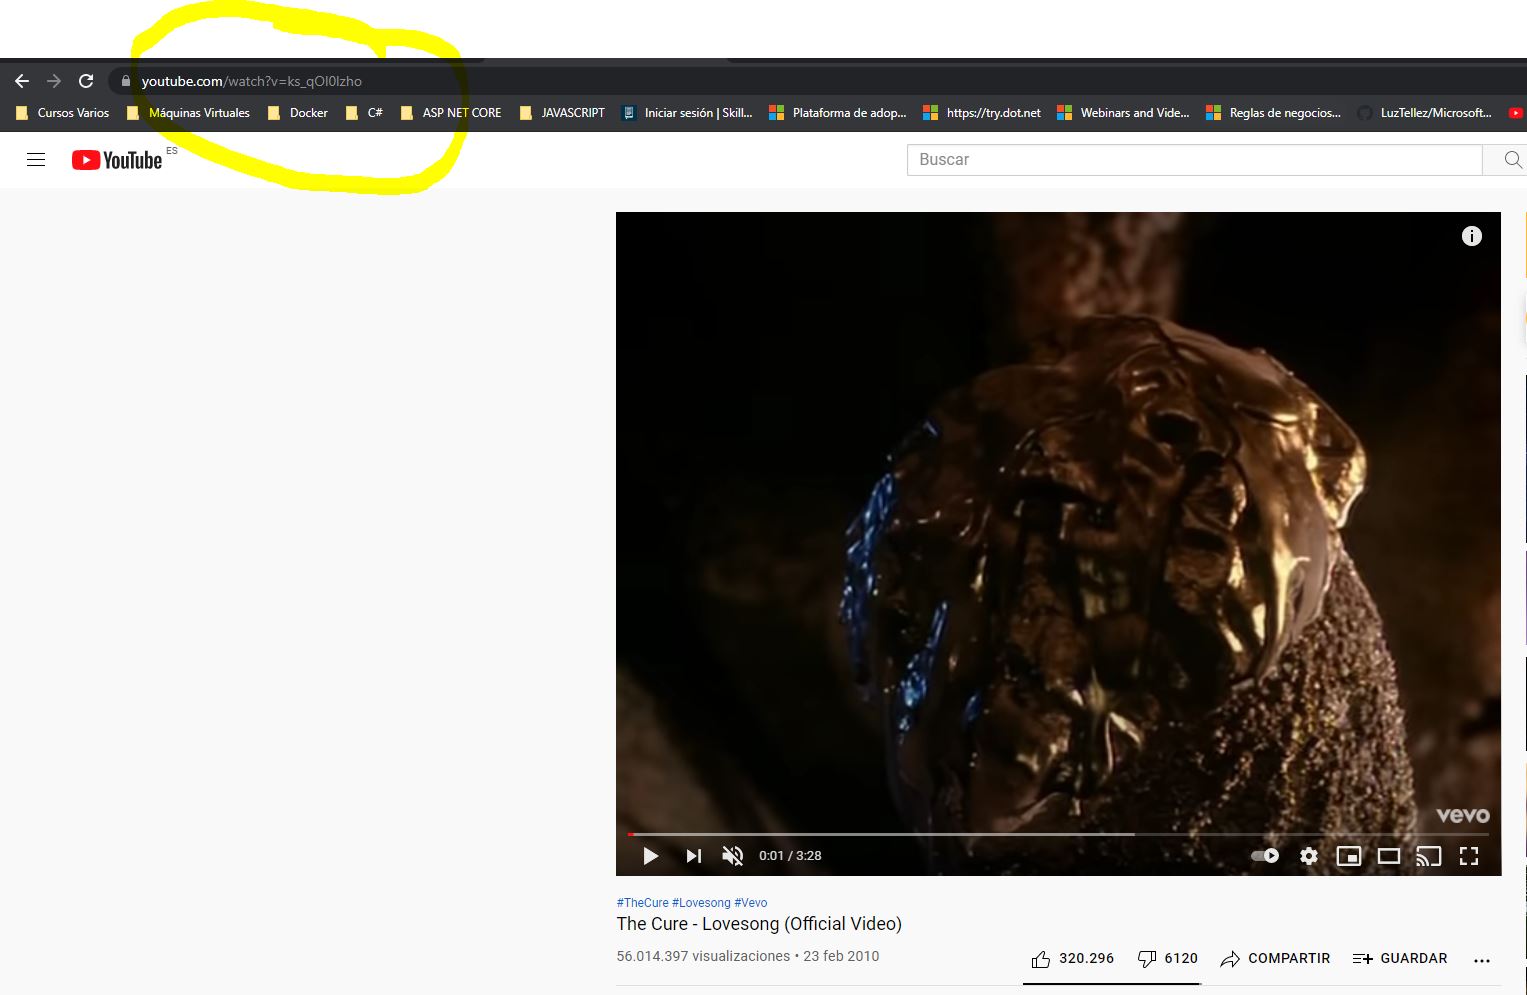 youtube.com/watch?v=ks_qOI0lzho
Cursos Varios Máquinas Virtuales Docker C# ASP NET CORE JAVASCRIPT Iniciar sesión | Skill... Plataforma de adop... https://try.dot.net Webinars and Vide... Reglas de negocios... LuzTellez/Microsoft...
YouTube ES
Buscar
vevo
0:01 / 3:28
#TheCure #Lovesong #Vevo
The Cure - Lovesong (Official Video)
56.014.397 visualizaciones • 23 feb 2010
320.296 6120 COMPARTIR GUARDAR